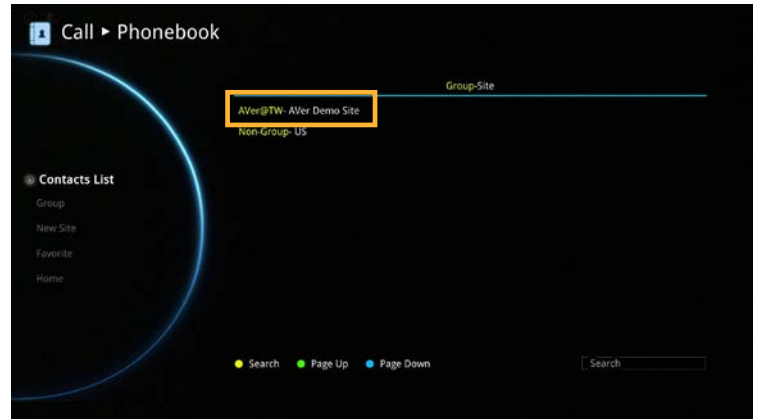 Call ▸ Phonebook
Group-Site
AVer@TW- AVer Demo Site
Non-Group- US
Contacts List
Group
New Site
Favorite
Home
Search Page Up Page Down Search